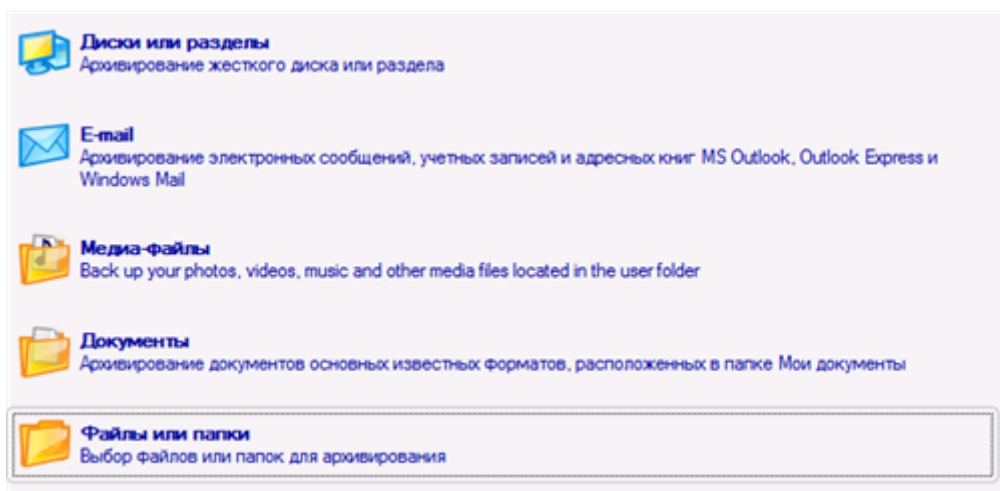 Диски или разделы
Архивирование жесткого диска или раздела
E-mail
Архивирование электронных сообщений, учетных записей и адресных книг MS Outlook, Outlook Express и
Windows Mail
Медиа-файлы
Back up your photos, videos, music and other media files located in the user folder
Документы
Архивирование документов основных известных форматов, расположенных в папке Мои документы
Файлы или папки
Выбор файлов или папок для архивирования